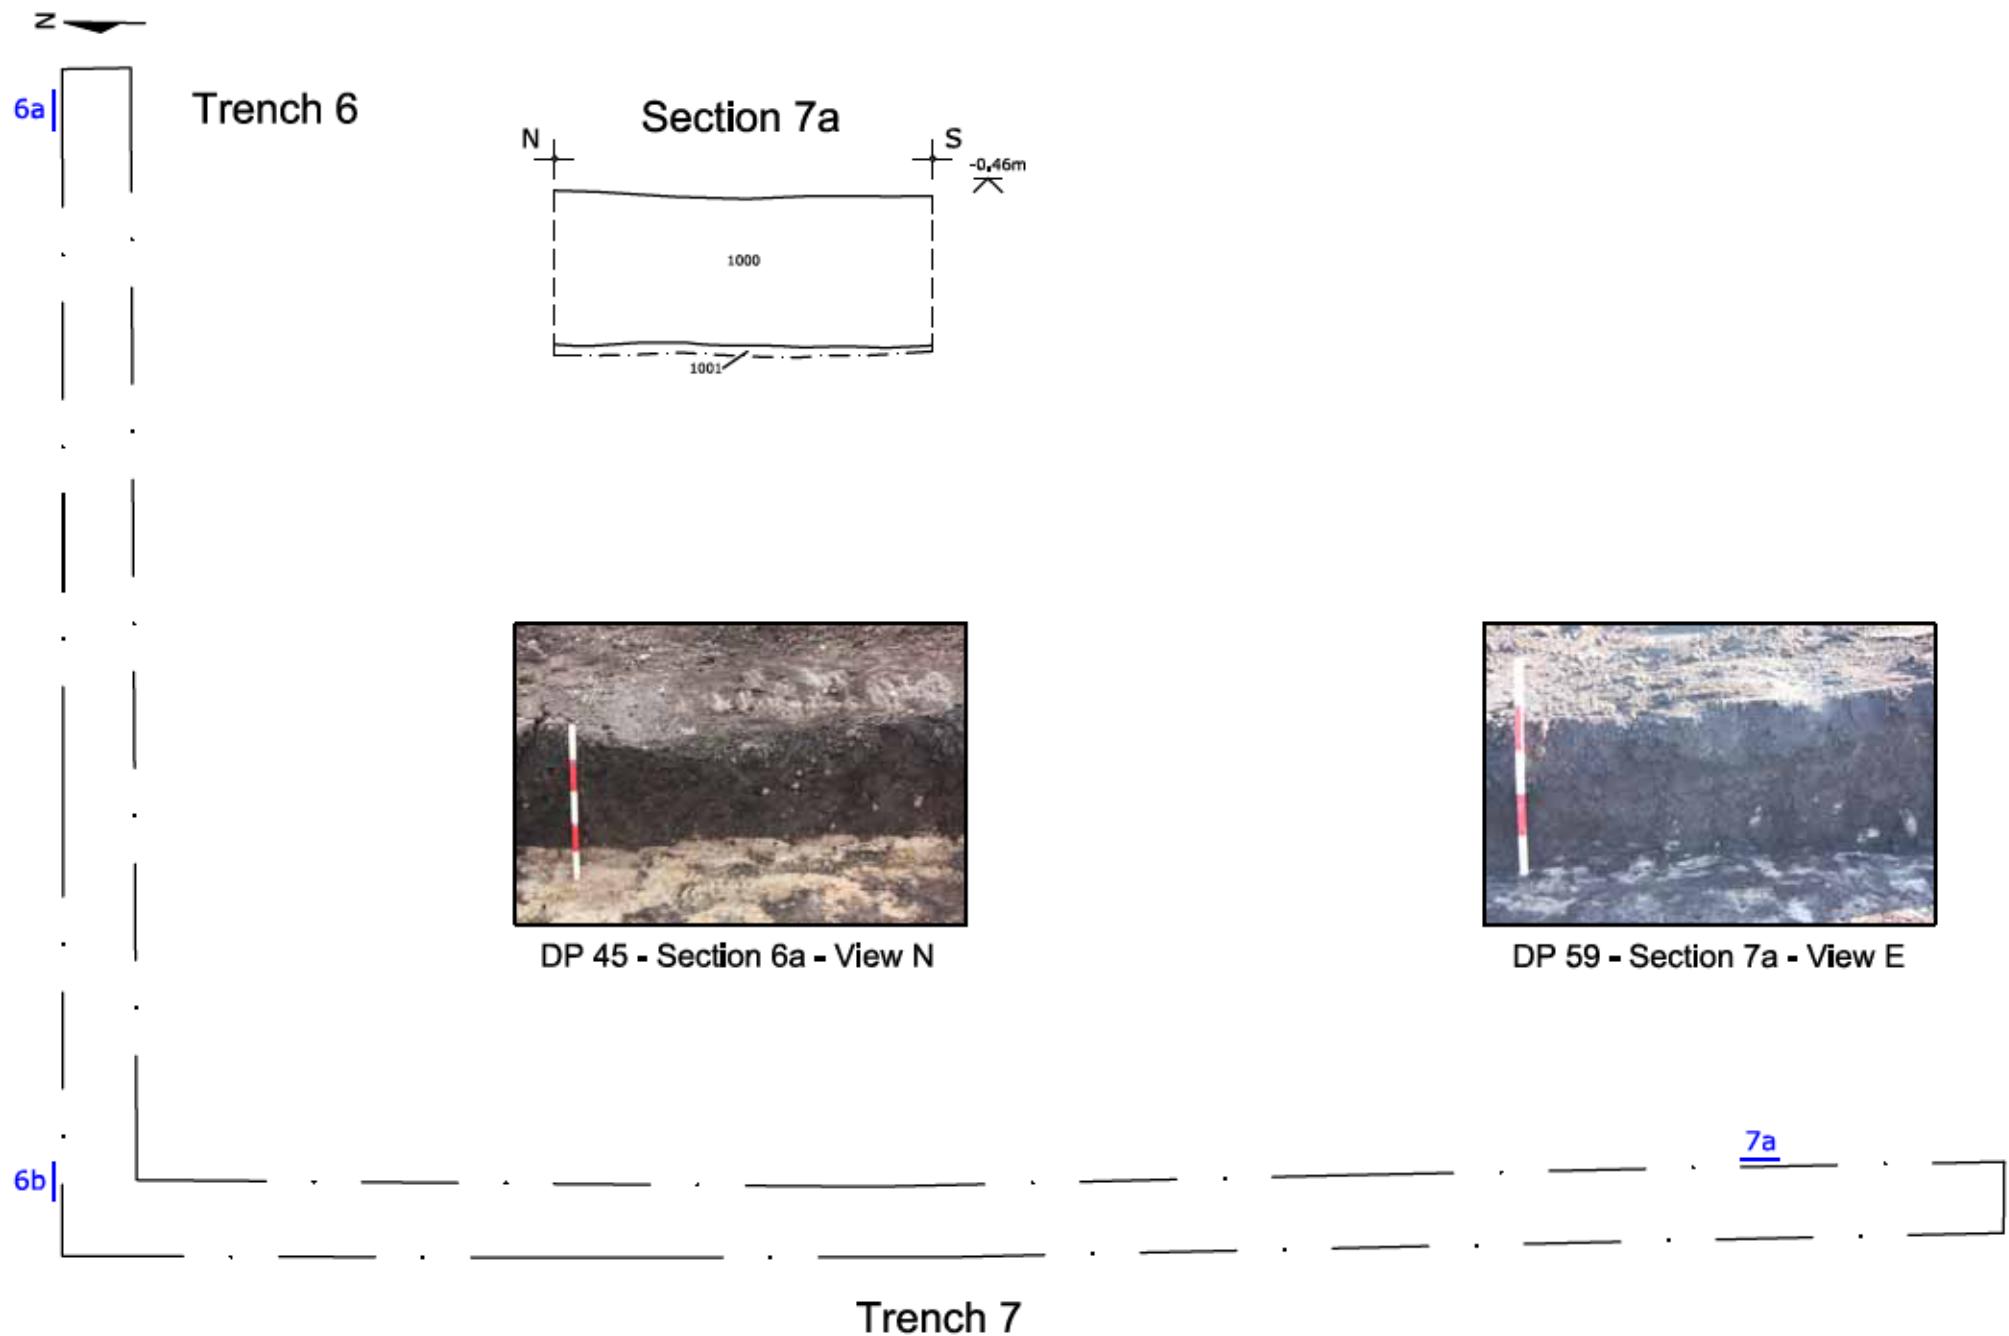 N
6a
Trench 6
Section 7a
N
S
-0.46m
1000
1001
DP 45 - Section 6a - View N
DP 59 - Section 7a - View E
7a
6b
Trench 7